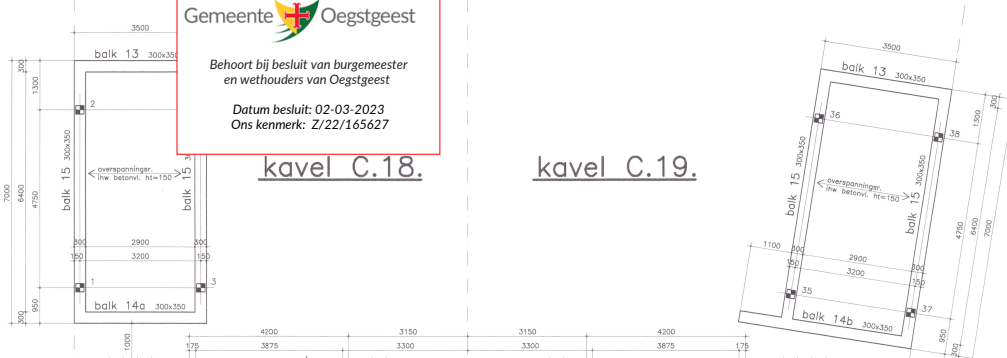 Gemeente Oegstgeest
Behoort bij besluit van burgemeester
en wethouders van Oegstgeest
Datum besluit: 02-03-2023
Ons kenmerk: Z/22/165627
3500
balk 13 300x350
300
1300
2
balk 15 300x350
overspanningsr.
ihw betonvl. ht=150
balk 15
7000
6400
4750
300
2900
300
150
3200
150
1
3
950
balk 14a 300x350
300
1000
kavel C.18.
kavel C.19.
4200
3150
3150
4200
175
3875
3300
3300
3875
175
3500
balk 13 300x350
300
1300
36
38
balk 15 300x350
overspanningsr.
ihw betonvl. ht=150
balk 15 300x350
4750
6400
7000
1100
300
2900
300
150
3200
150
35
37
balk 14b 300x350
950
300